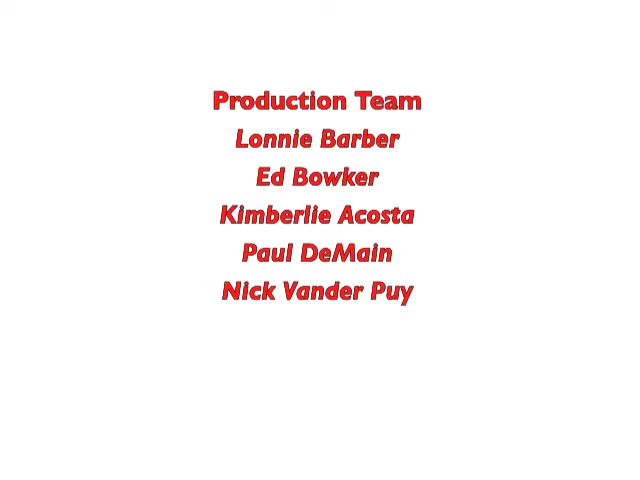 Production Team
Lonnie Barber
Ed Bowker
Kimberlie Acosta
Paul DeMain
Nick Vander Puy